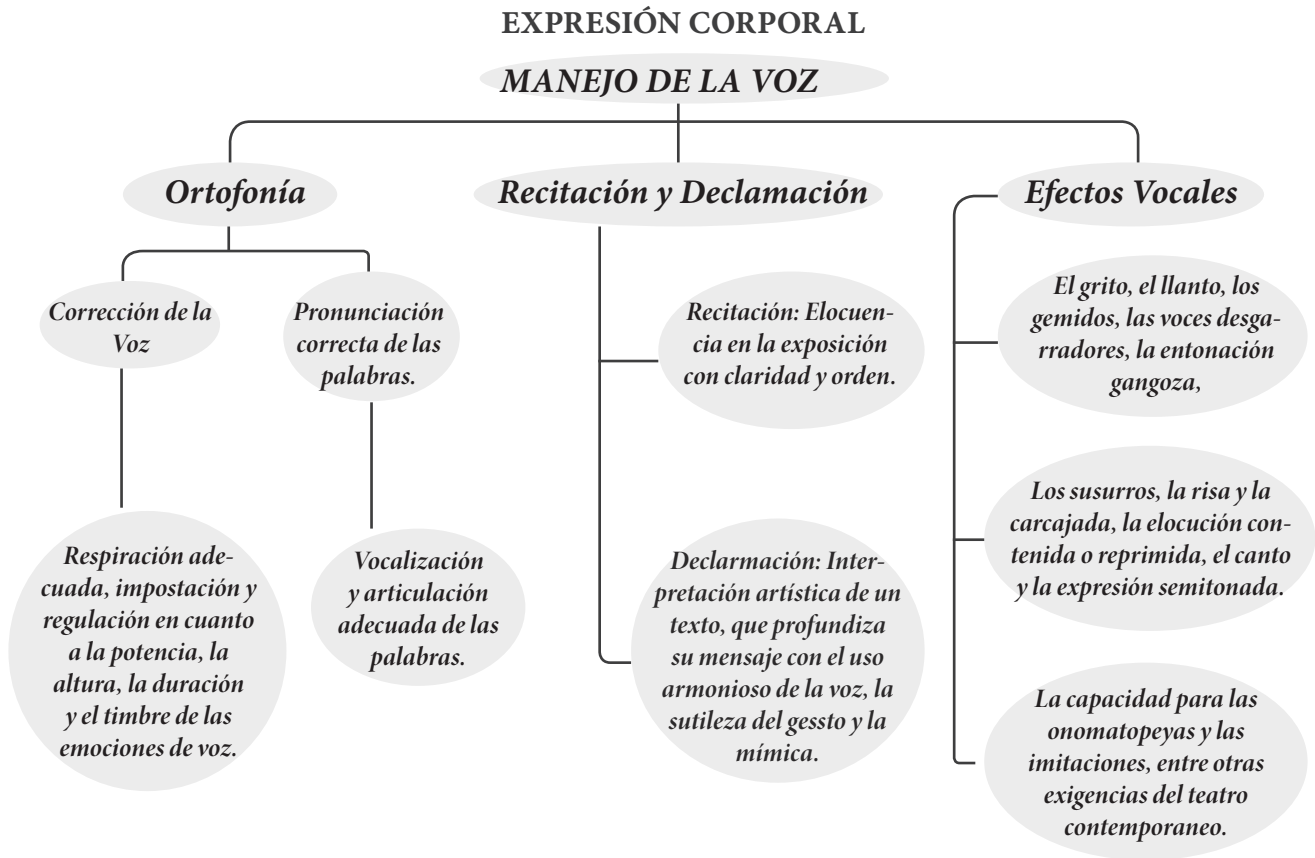 EXPRESIÓN CORPORAL
MANEJO DE LA VOZ
Ortofonía
Recitación y Declamación
Efectos Vocales
Corrección de la
Voz
Pronunciación
correcta de las
palabras.
Recitación: Elocuen-
cia en la exposición
con claridad y orden.
El grito, el llanto, los
gemidos, las voces desga-
rradores, la entonación
gangoza,
Respiración ade-
cuada, impostación y
regulación en cuanto
a la potencia, la
altura, la duración
y el timbre de las
emociones de voz.
Vocalización
y articulación
adecuada de las
palabras.
Declarmación: Inter-
pretación artística de un
texto, que profundiza
su mensaje con el uso
armonioso de la voz, la
sutileza del gessto y la
mímica.
Los susurros, la risa y la
carcajada, la elocución con-
tenida o reprimida, el canto
y la expresión semitonada.
La capacidad para las
onomatopeyas y las
imitaciones, entre otras
exigencias del teatro
contemporaneo.